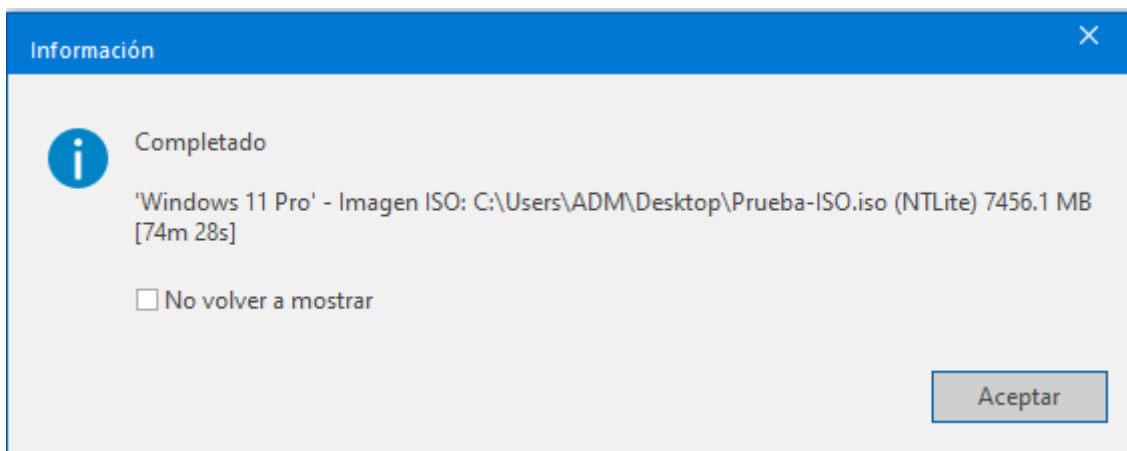 Información
Completado
'Windows 11 Pro' - Imagen ISO: C:\Users\ADM\Desktop\Prueba-ISO.iso (NTLite) 7456.1 MB
[74m 28s]
No volver a mostrar
Aceptar